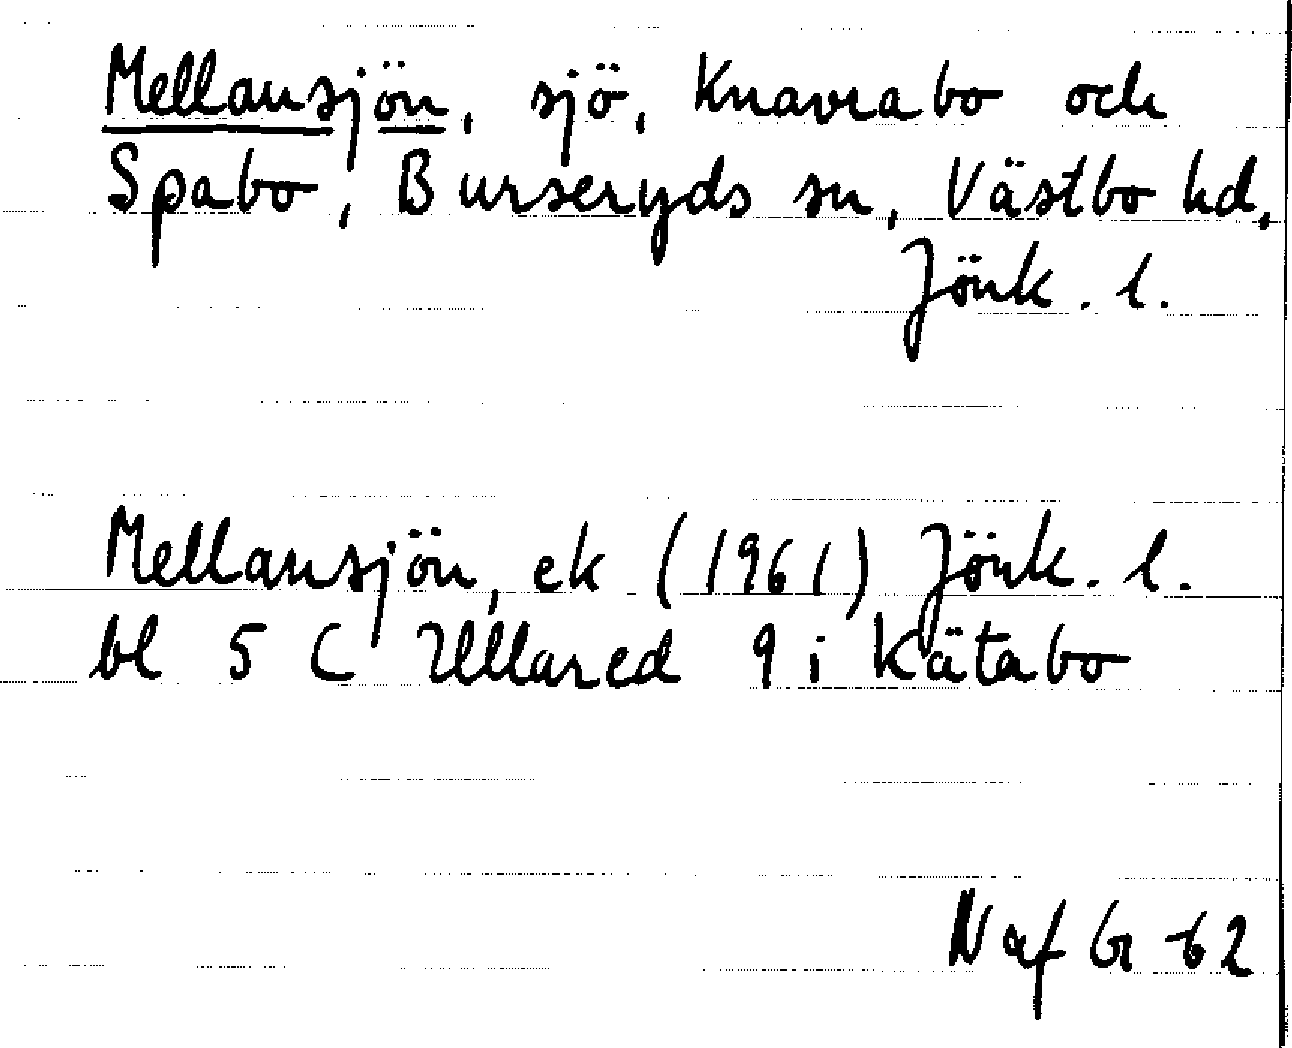 Mellansjön, sjö, Knavrabo och
Spabo, Burseryds sn, Västbo hd,
Jönk. l.
Mellansjön, ek (1961) Jönk. l.
bl 5 C Ullared 9 i Kätabo
N af G -62